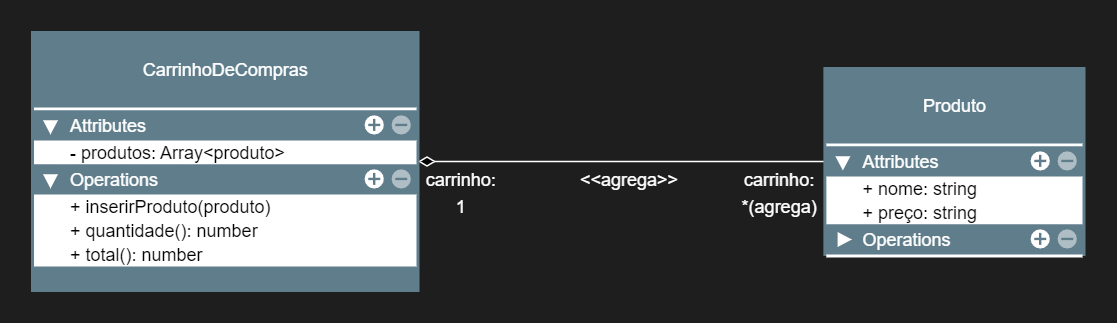 CarrinhoDeCompras
Attributes
- produtos: Array<produto>
Operations
+ inserirProduto(produto)
+ quantidade(): number
+ total(): number
carrinho:
1
<<agrega>>
carrinho:
*(agrega)
Produto
Attributes
+ nome: string
+ preço: string
Operations